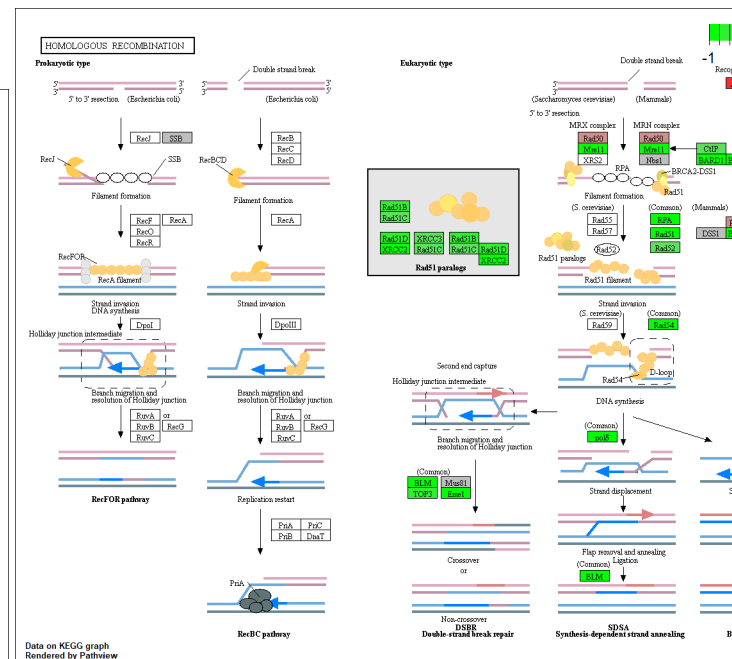 HOMOLOGOUS RECOMBINATION
Prokaryotic type
5' 3'
3' 5'
5' to 3' resection
(Escherichia coli)
RecJ
SSB
RecJ
SSB
Filament formation
RecF
RecA
RecO
RecR
RecFOR
RecA filament
Strand invasion
DNA synthesis
DpoI
Holliday junction intermediate
Branch migration and
resolution of Holliday junction
RuvA or
RuvB
RecG
RuvC
RecFOR pathway
Double strand break
5' 3'
3' 5'
(Escherichia coli)
RecB
RecC
RecD
RecBCD
Filament formation
RecA
Strand invasion
DpoIII
Branch migration and
resolution of Holliday junction
RuvA or
RuvB
RecG
RuvC
Replication restart
PriA PriC
PriB DnaT
PriA
RecBC pathway
Eukaryotic type
Rad51B
Rad51C
Rad51D XRCC3 Rad51B
XRCC2 Rad51C Rad51C Rad51D
XRCC2
Rad51 paralogs
-1
Double strand break
5' 3'
3' 5'
(Saccharomyces cerevisiae)
(Mammals)
5' to 3' resection
MRX complex
MRN complex
Rad50
Rad50
Mre11
Mre11
XRS2
Nbs1
CtIP
BARD1
RPA
BRCA2-DSS1
Rad51
Filament formation
(S. cerevisiae)
(Common)
(Mammals)
Rad55
RPA
Rad57
Rad51
DSS1
Rad52
Rad52
Rad51 paralogs
Rad51 filament
Strand invasion
(S. cerevisiae)
(Common)
Rad59
Rad54
Rad54
D-loop
DNA synthesis
Second end capture
Holliday junction intermediate
Branch migration and
resolution of Holliday junction
(Common)
BLM Mus81
TOP3 Eme1
Crossover
or
Non-crossover
DSBR
Double-strand break repair
(Common)
polδ
Strand displacement
Flap removal and annealing
Ligation
(Common)
BLM
SDSA
Synthesis-dependent strand annealing
Data on KEGG graph
Rendered by Pathview